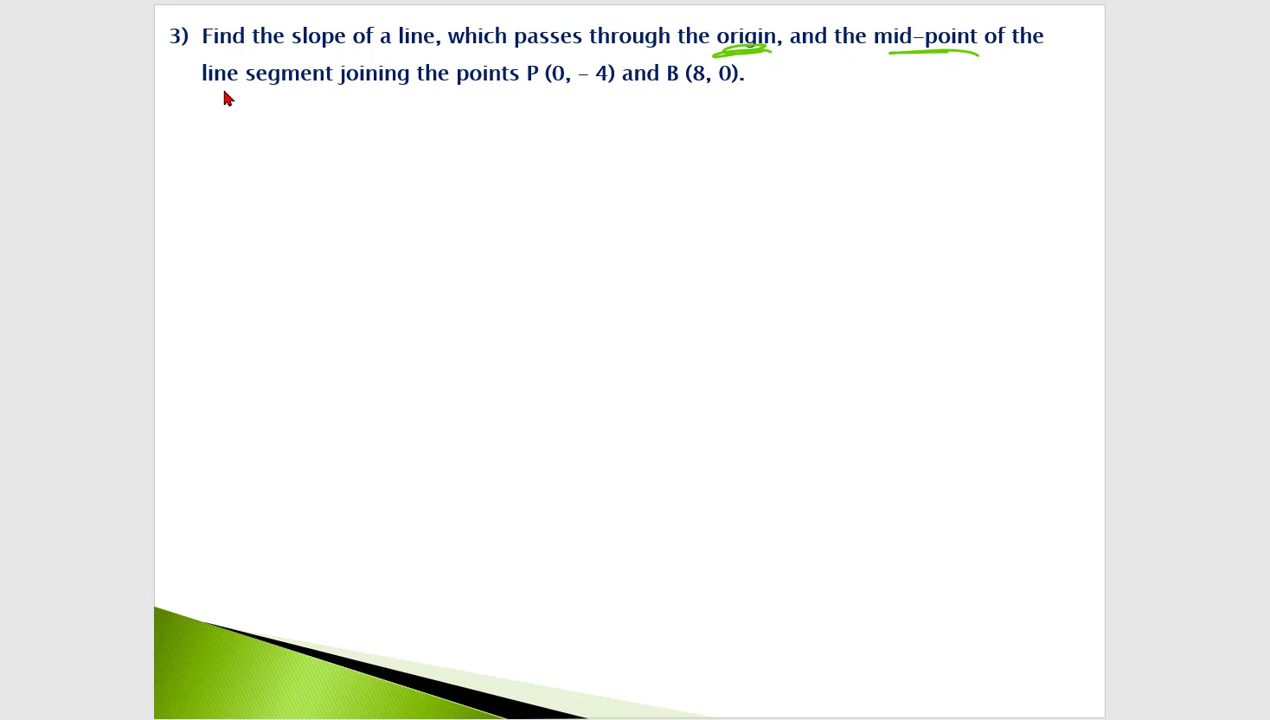 3) Find the slope of a line, which passes through the origin, and the mid-point of the
line segment joining the points P (0, – 4) and B (8, 0).